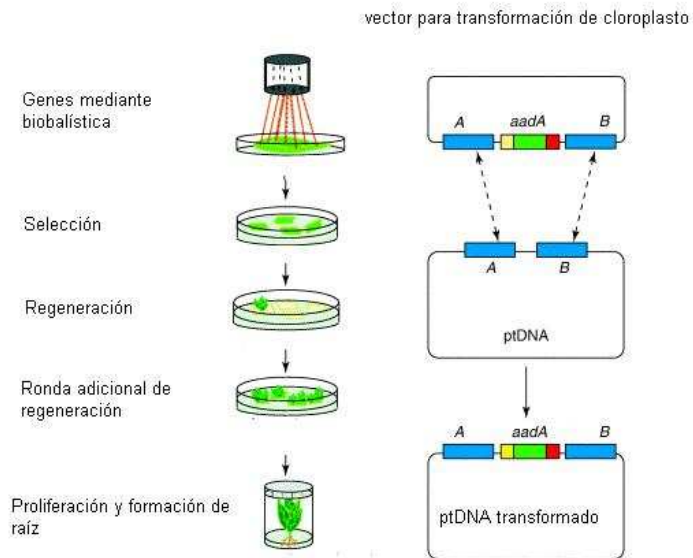 vector para transformación de cloroplasto
Genes mediante
biobalística
Selección
Regeneración
Ronda adicional de
regeneración
Proliferación y formación de
raíz
A aadA B
A B
ptDNA
A aadA B
ptDNA transformado